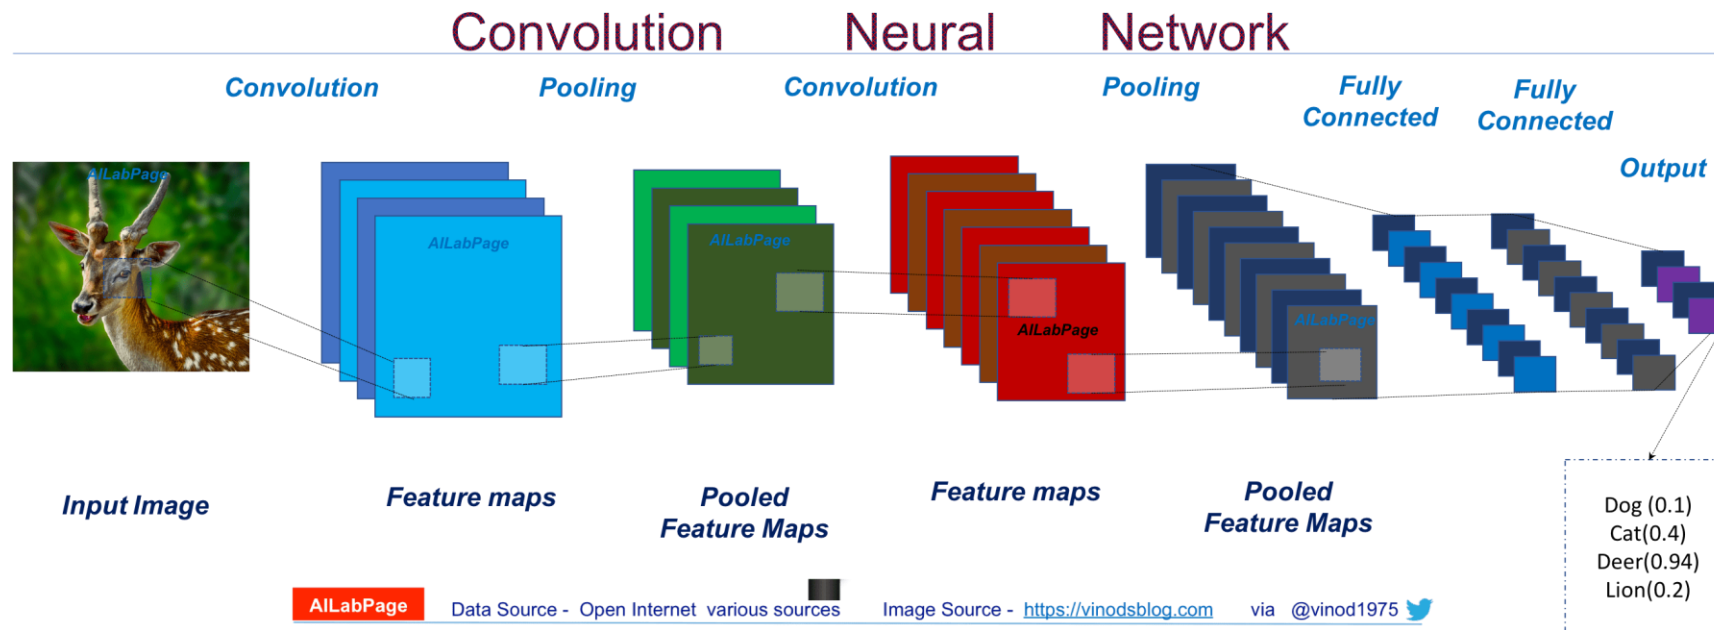 Convolution Neural Network
Convolution
Pooling
Convolution
Pooling
Fully
Connected
Fully
Connected
Output
AILabPage
AILabPage
AILabPage
AILabPage
AILabPage
Input Image
Feature maps
Pooled
Feature Maps
Feature maps
Pooled
Feature Maps
Dog (0.1)
Cat(0.4)
Deer(0.94)
Lion(0.2)
AILabPage
Data Source - Open Internet various sources
Image Source - https://vinodsblog.com via @vinod1975